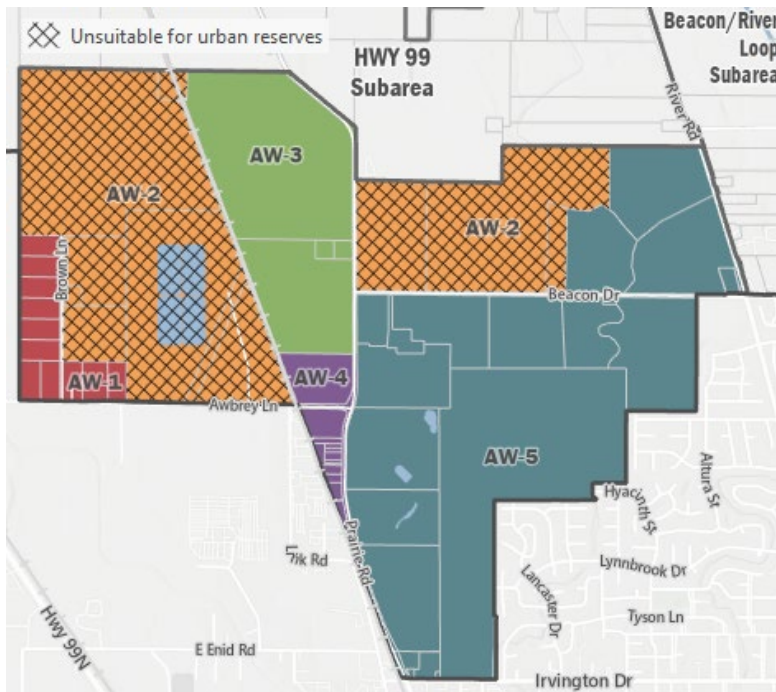 Unsuitable for urban reserves
HWY 99
Subarea
Beacon/River
Loop
Subarea
River Rd
AW-3
AW-2
AW-2
Brown Ln
Beacon Dr
AW-1
AW-4
Awbrey Ln
AW-5
Altura St
Hyacinth St
Prairie Rd
Link Rd
Lynnbrook Dr
Lancaster Dr
Tyson Ln
Hwy 99N
E Enid Rd
Irvington Dr